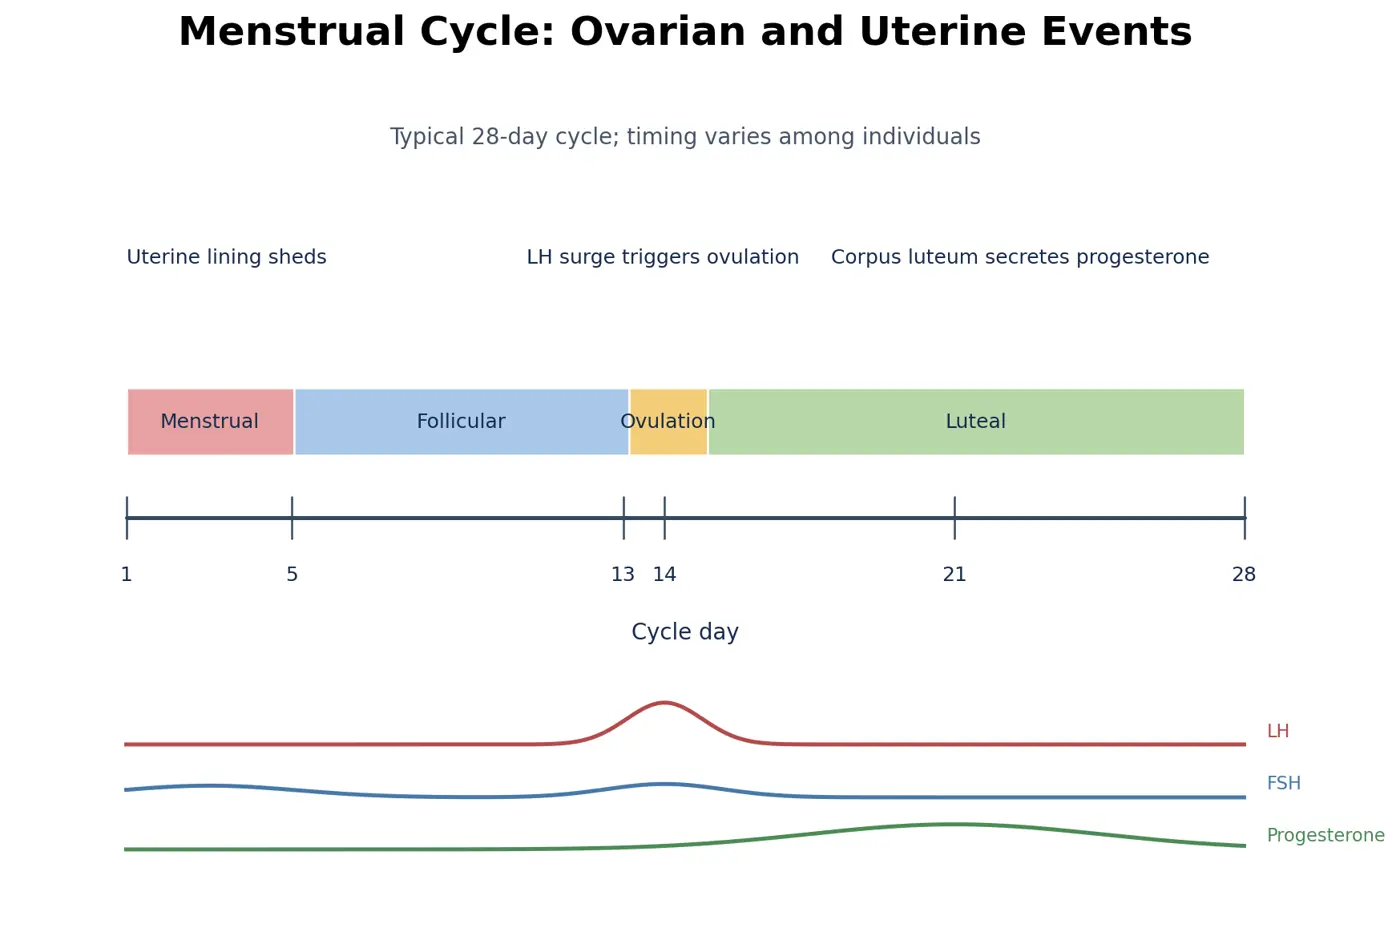 Menstrual Cycle: Ovarian and Uterine Events
Typical 28-day cycle; timing varies among individuals
Uterine lining sheds
LH surge triggers ovulation
Corpus luteum secretes progesterone
Menstrual
Follicular
Ovulation
Luteal
1
5
13
14
21
28
Cycle day
LH
FSH
Progesterone